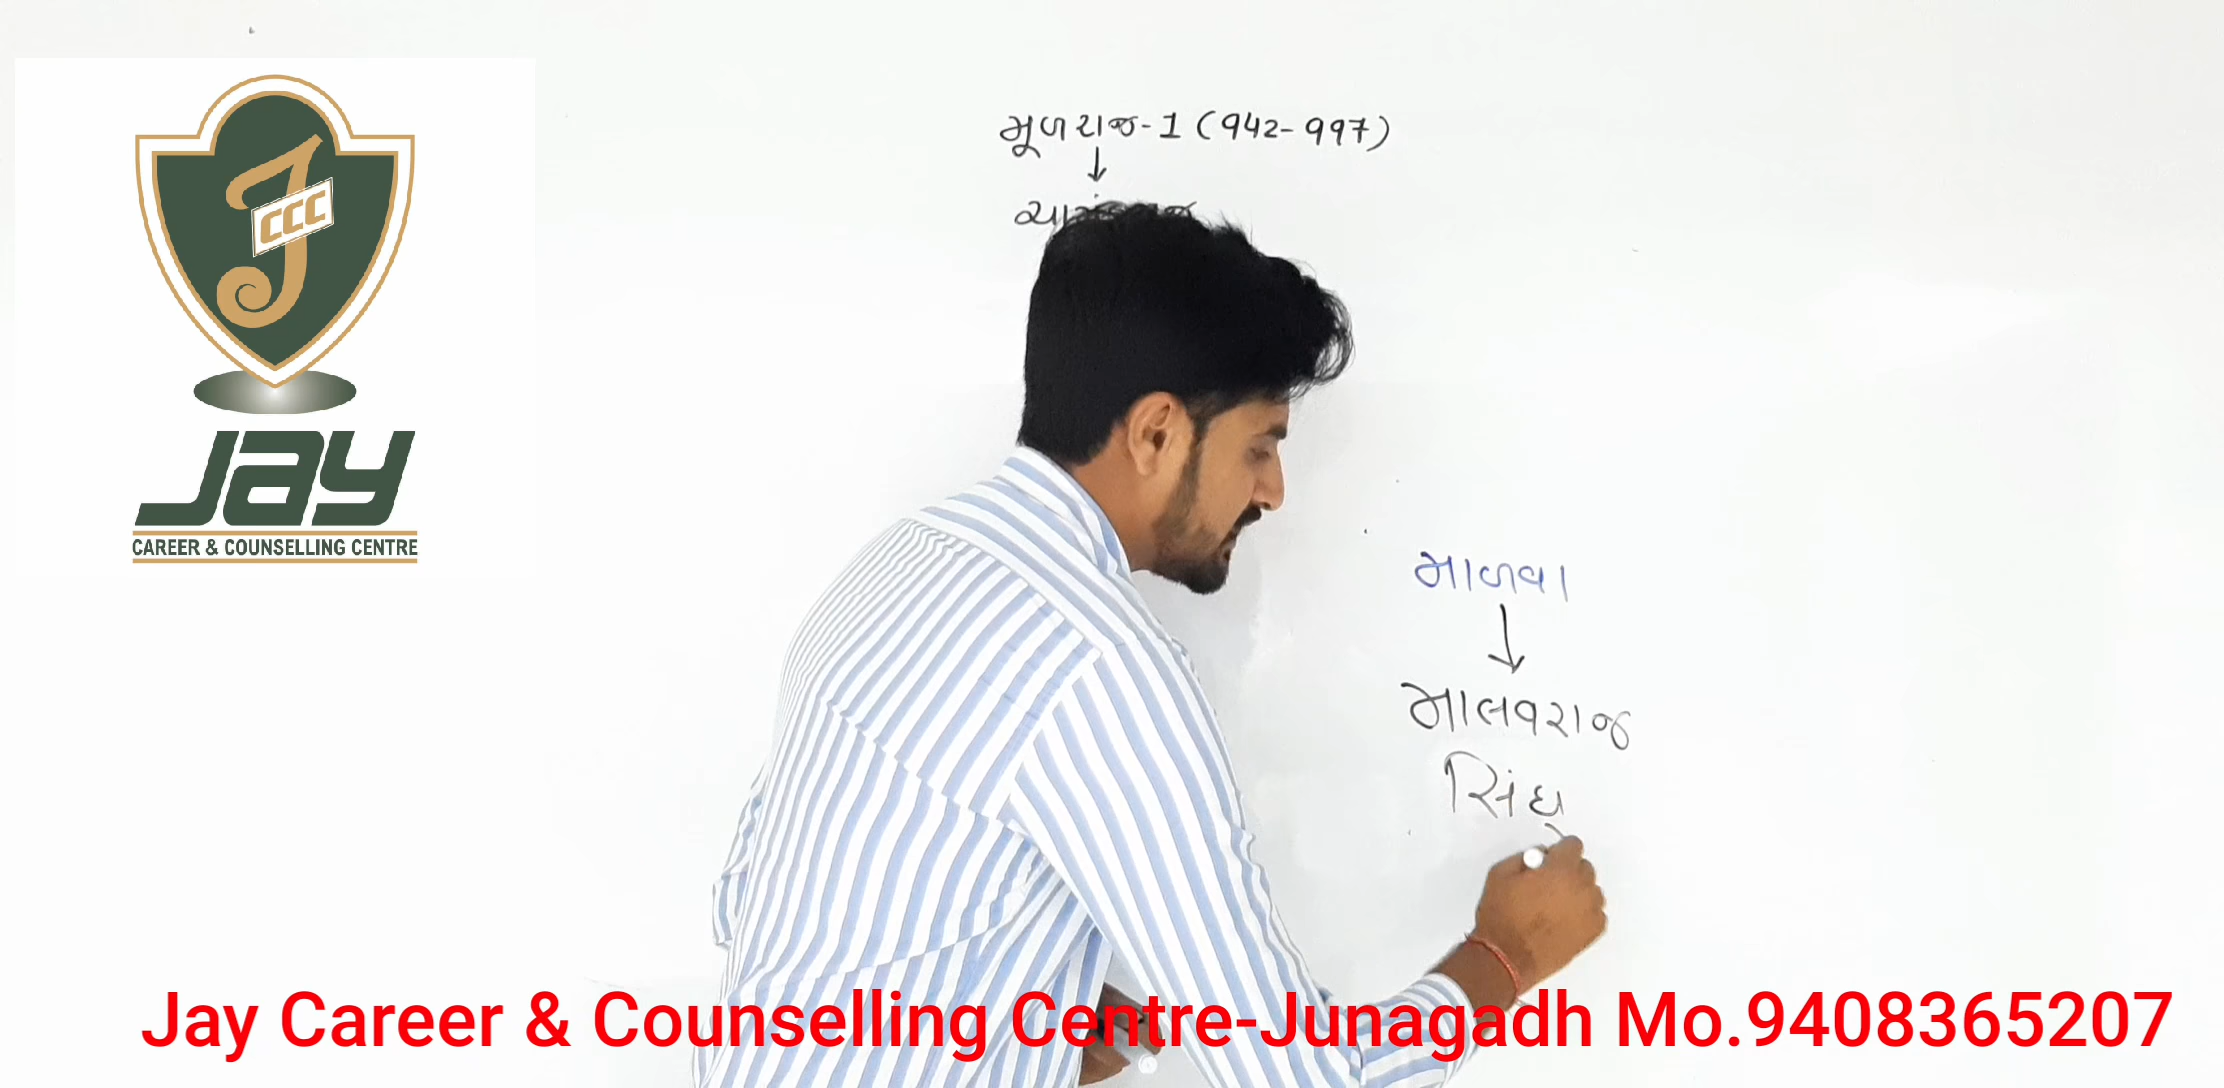 J
CCC
Jay
CAREER & COUNSELLING CENTRE
મૂળરાજ-1 (942-997)
↓
માળવા
↓
માલવરાજ
સિંધુ
Jay Career & Counselling Centre-Junagadh Mo.9408365207